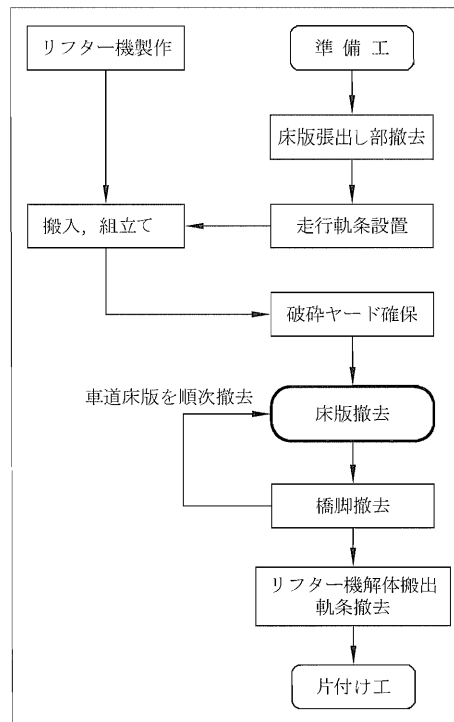 リフター機製作
準備工
床版張出し部撤去
搬入，組立て
走行軌条設置
破砕ヤード確保
車道床版を順次撤去
床版撤去
橋脚撤去
リフター機解体搬出
軌条撤去
片付け工